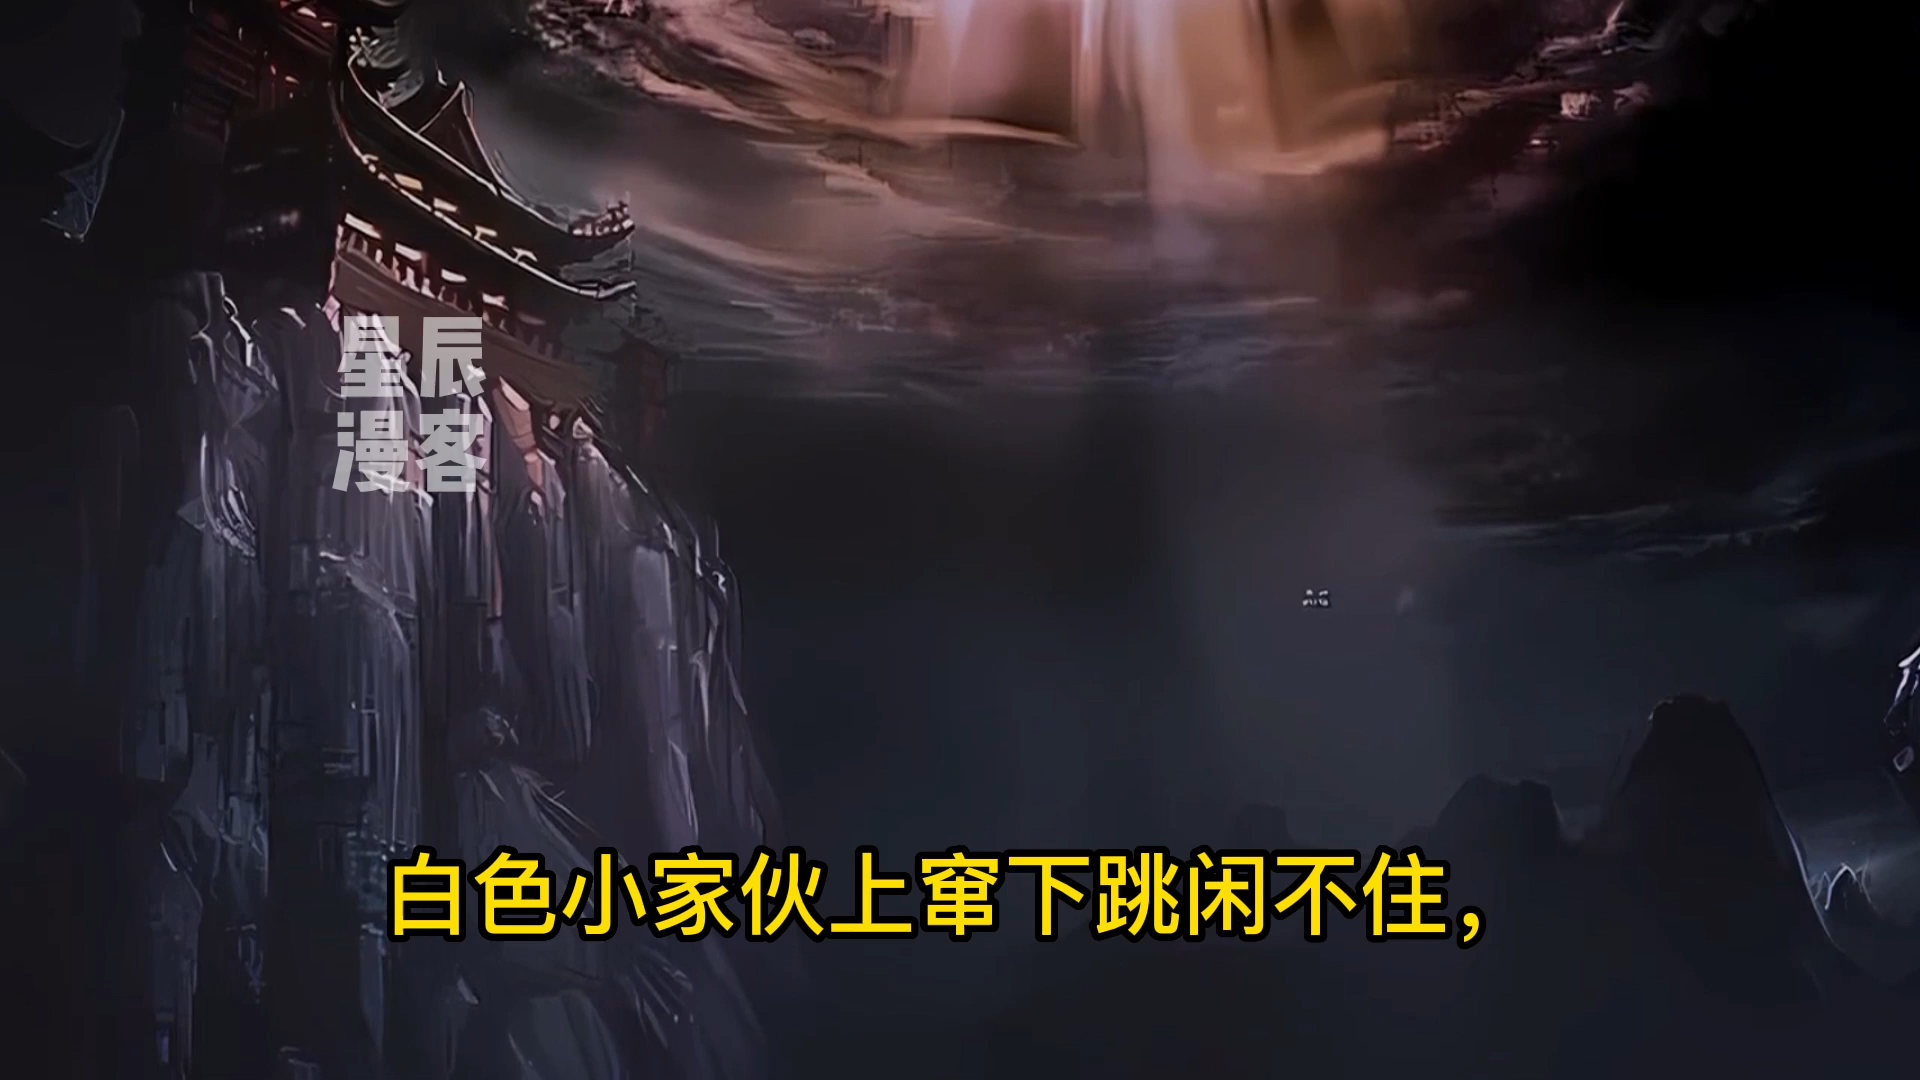 星辰
漫客
白色小家伙上窜下跳闲不住，